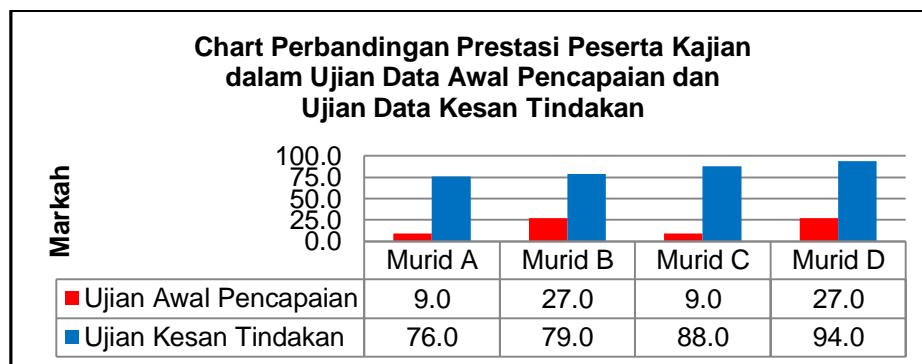 Chart Perbandingan Prestasi Peserta Kajian
dalam Ujian Data Awal Pencapaian dan
Ujian Data Kesan Tindakan
Markah
100.0
75.0
50.0
25.0
0.0
Murid A Murid B Murid C Murid D
Ujian Awal Pencapaian 9.0 27.0 9.0 27.0
Ujian Kesan Tindakan 76.0 79.0 88.0 94.0